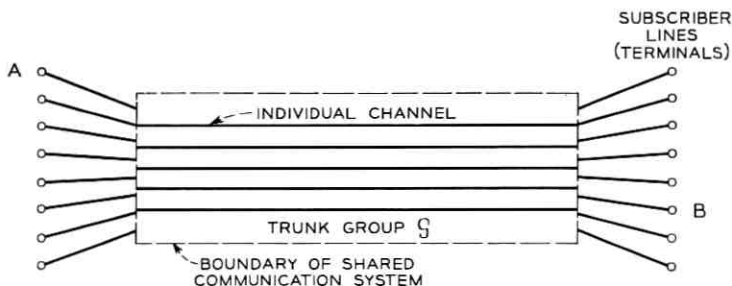 SUBSCRIBER
LINES
(TERMINALS)
A
INDIVIDUAL CHANNEL
B
TRUNK GROUP
BOUNDARY OF SHARED
COMMUNICATION SYSTEM